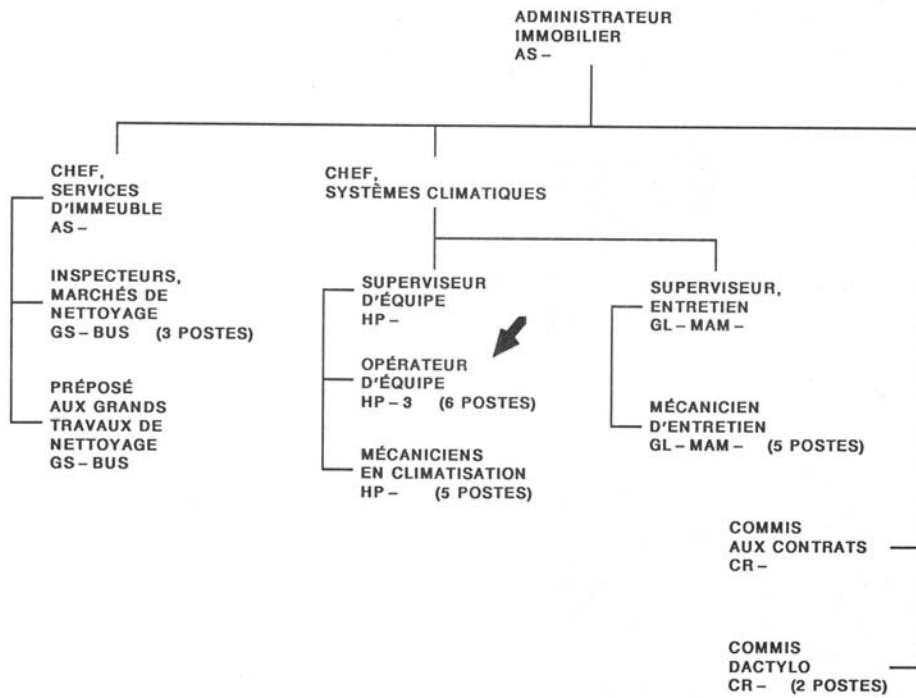 ADMINISTRATEUR
IMMOBILIER
AS –
CHEF,
SERVICES
D'IMMEUBLE
AS –
INSPECTEURS,
MARCHÉS DE
NETTOYAGE
GS – BUS (3 POSTES)
PRÉPOSÉ
AUX GRANDS
TRAVAUX DE
NETTOYAGE
GS – BUS
CHEF,
SYSTÈMES CLIMATIQUES
SUPERVISEUR
D'ÉQUIPE
HP –
OPÉRATEUR
D'ÉQUIPE
HP – 3 (6 POSTES)
MÉCANICIENS
EN CLIMATISATION
HP – (5 POSTES)
SUPERVISEUR,
ENTRETIEN
GL – MAM –
MÉCANICIEN
D'ENTRETIEN
GL – MAM – (5 POSTES)
COMMIS
AUX CONTRATS
CR –
COMMIS
DACTYLO
CR – (2 POSTES)